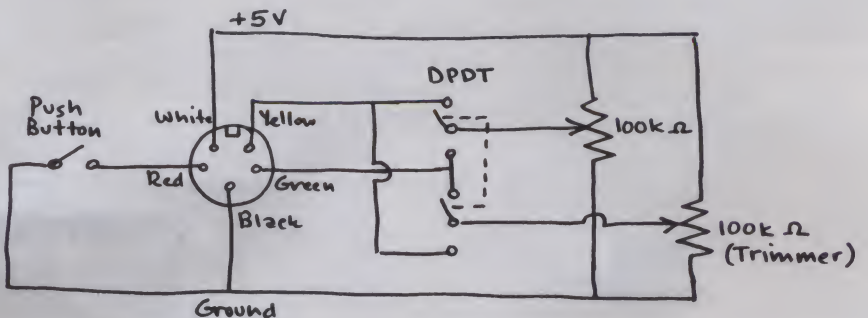 +5V
DPDT
Push
Button
White
Yellow
100k Ω
Red
Green
Black
100k Ω
(Trimmer)
Ground